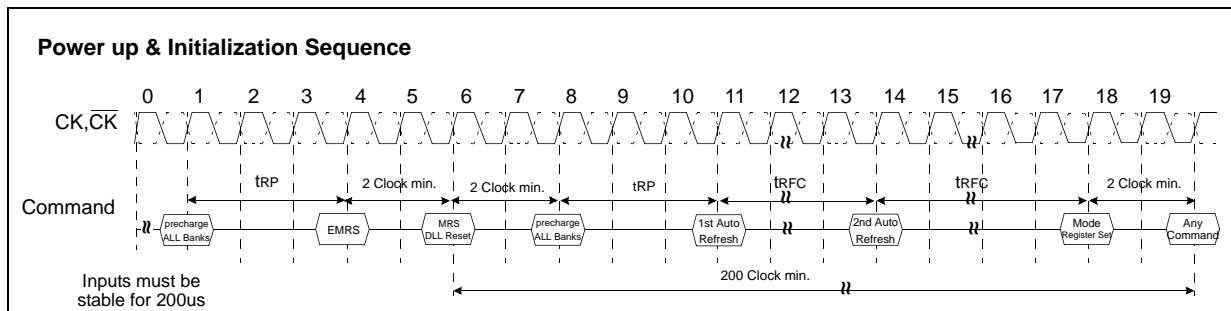 Power up & Initialization Sequence
0 1 2 3 4 5 6 7 8 9 10 11 12 13 14 15 16 17 18 19
CK,CK
tRP 2 Clock min. 2 Clock min. tRP tRFC tRFC 2 Clock min.
Command
precharge
ALL Banks
EMRS
MRS
DLL Reset
precharge
ALL Banks
1st Auto
Refresh
2nd Auto
Refresh
Mode
Register Set
Any
Command
200 Clock min.
Inputs must be
stable for 200us